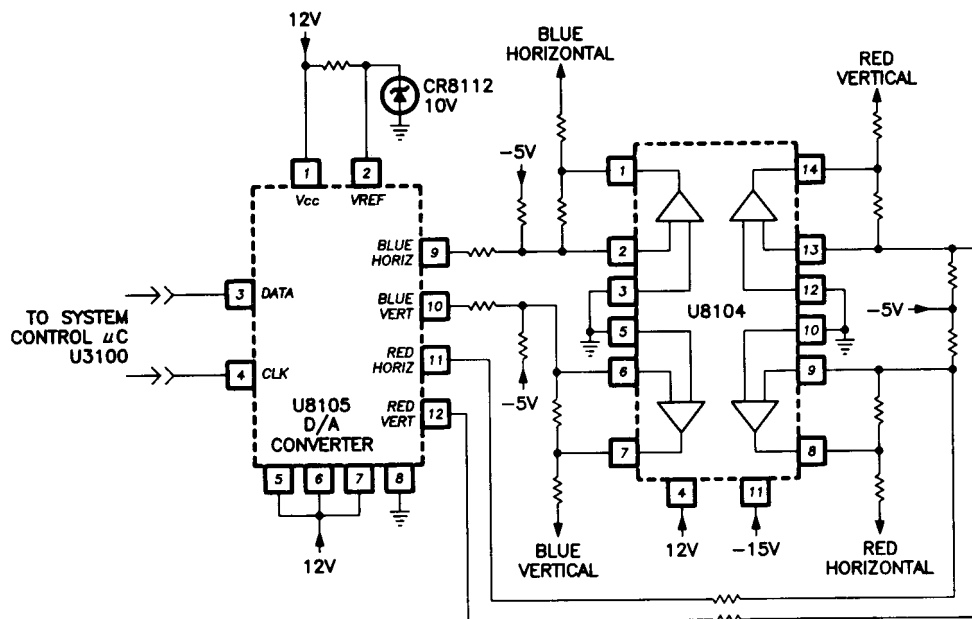 12V
CR8112
10V
1
2
Vcc
VREF
BLUE
HORIZ
9
BLUE
VERT
10
RED
HORIZ
11
RED
VERT
12
3
DATA
TO SYSTEM
CONTROL μC
U3100
4
CLK
U8105
D/A
CONVERTER
5
6
7
8
12V
BLUE
HORIZONTAL
-5V
-5V
BLUE
VERTICAL
1
2
3
5
6
7
U8104
14
13
12
10
9
8
4
11
12V
-15V
RED
VERTICAL
-5V
RED
HORIZONTAL